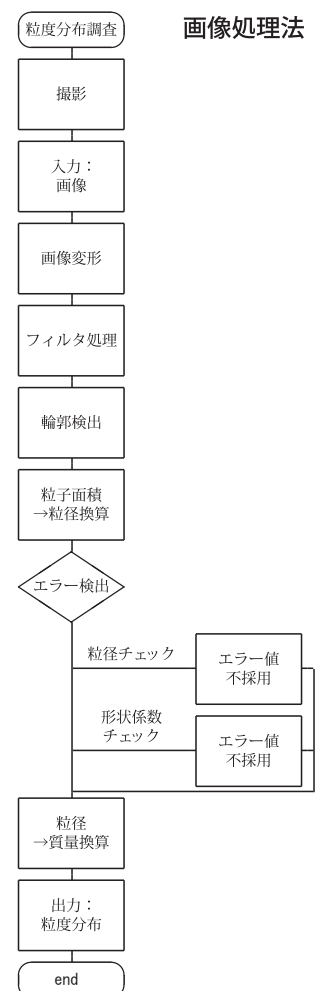 画像処理法
粒度分布調査
撮影
入力：
画像
画像変形
フィルタ処理
輪郭検出
粒子面積
→粒径換算
エラー検出
粒径チェック
エラー値
不採用
形状係数
チェック
エラー値
不採用
粒径
→質量換算
出力：
粒度分布
end